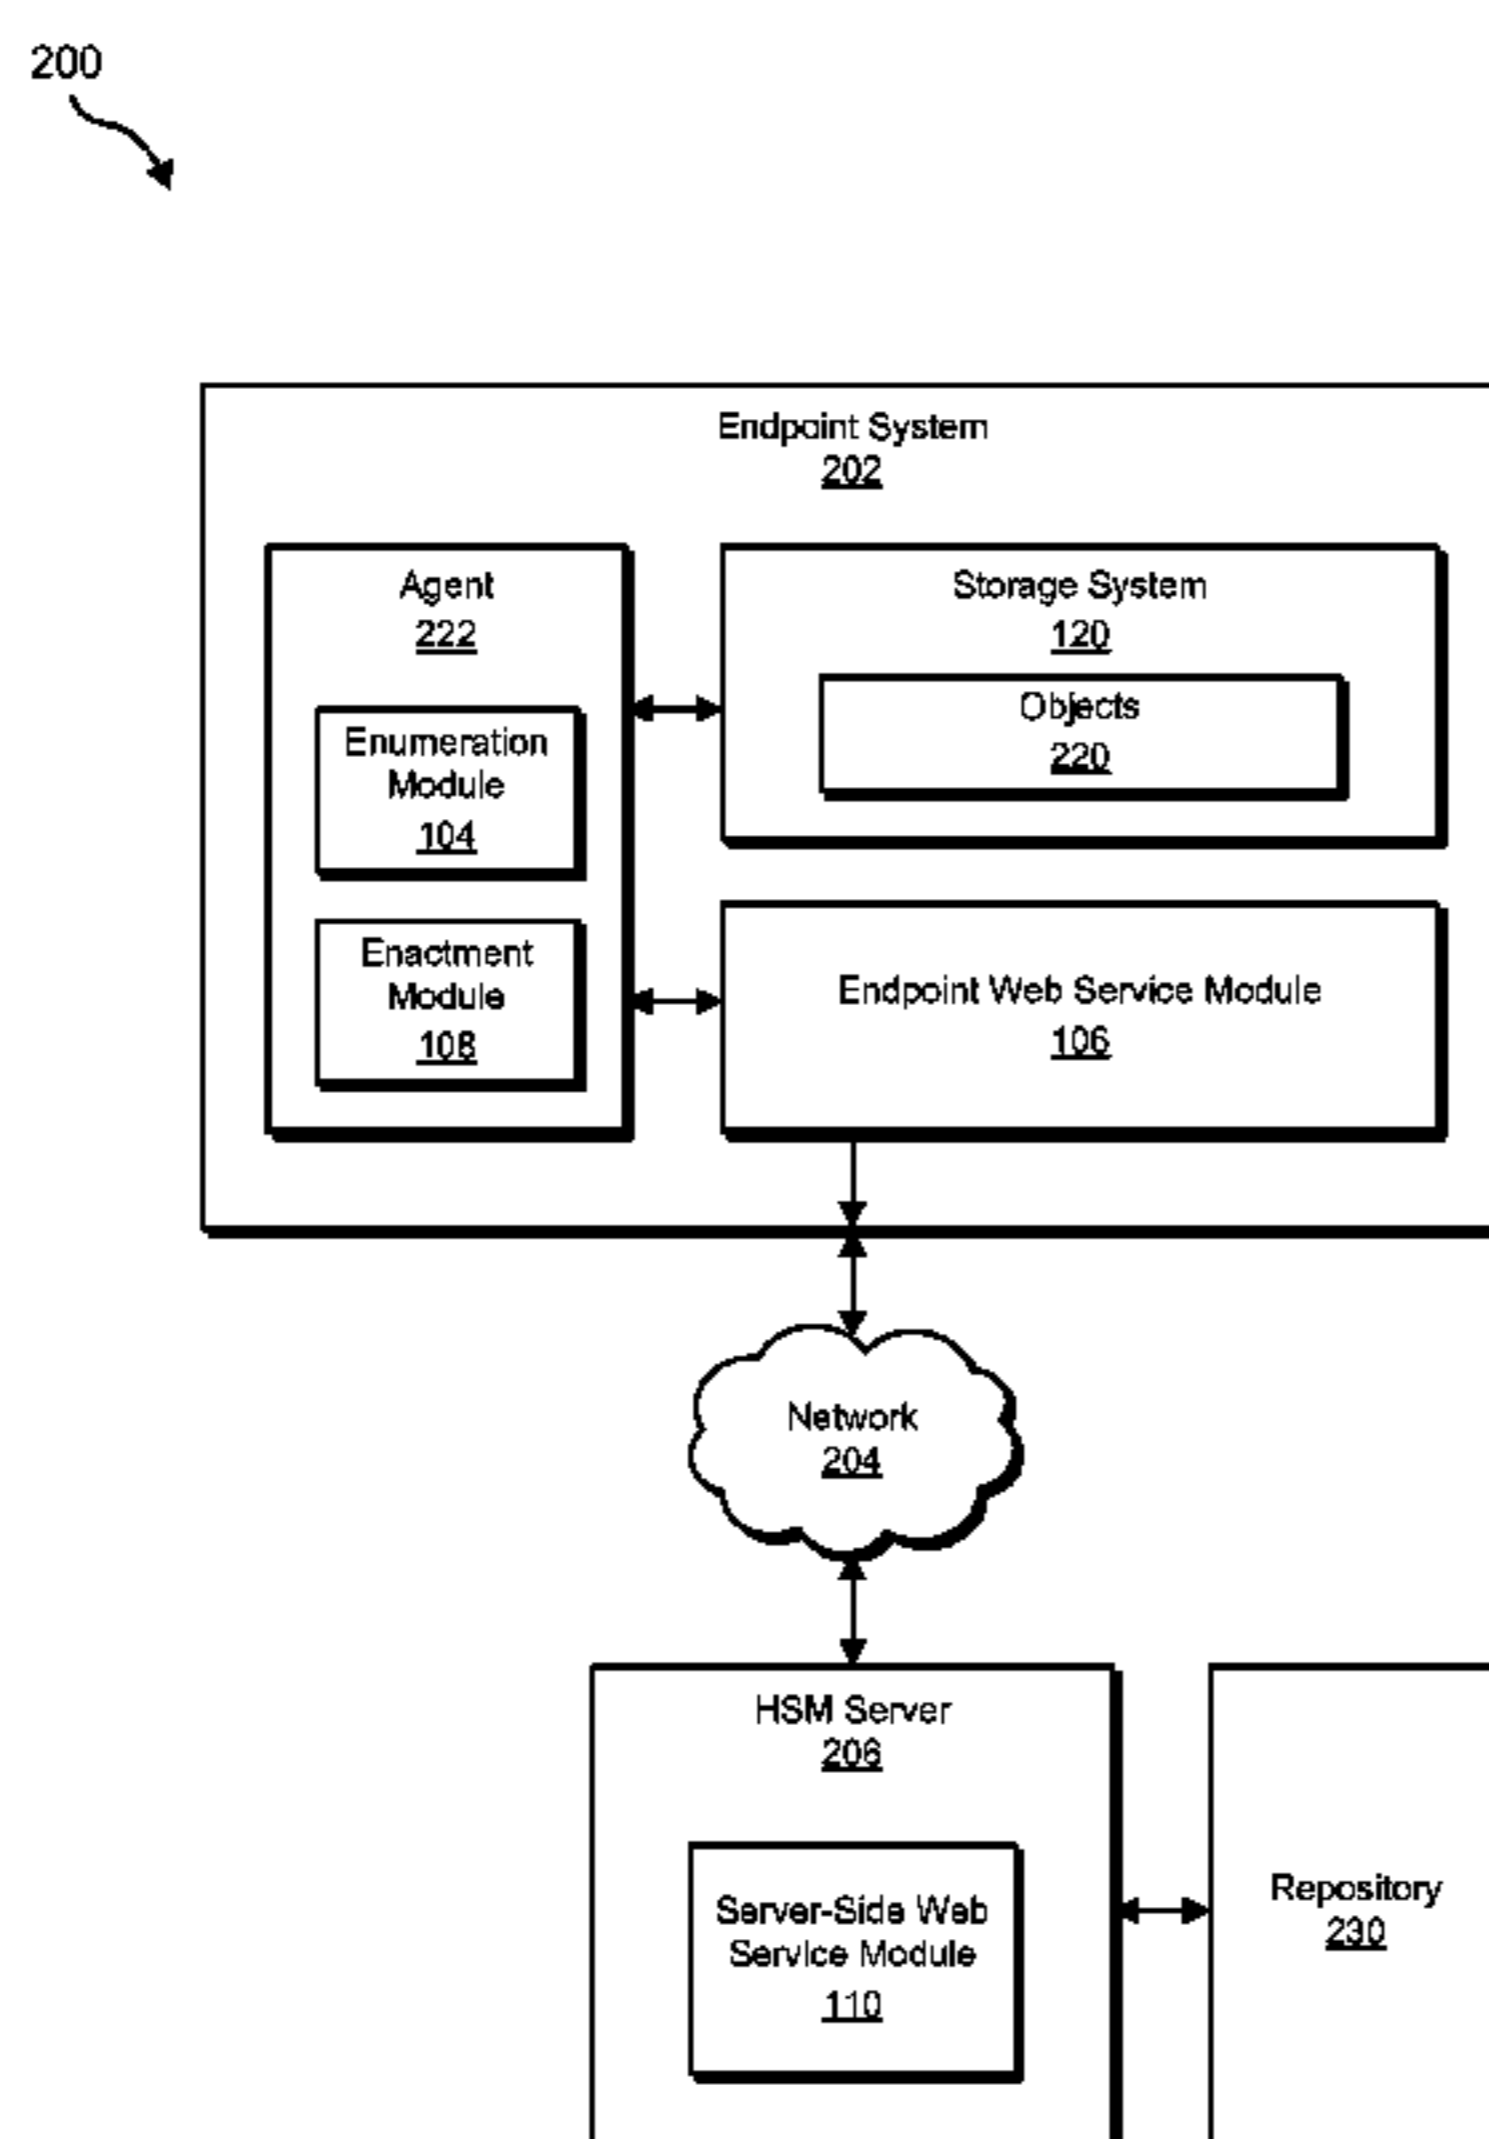 200
Endpoint System
202
Agent
222
Enumeration
Module
104
Enactment
Module
108
Storage System
120
Objects
220
Endpoint Web Service Module
106
Network
204
HSM Server
206
Server-Side Web
Service Module
110
Repository
230